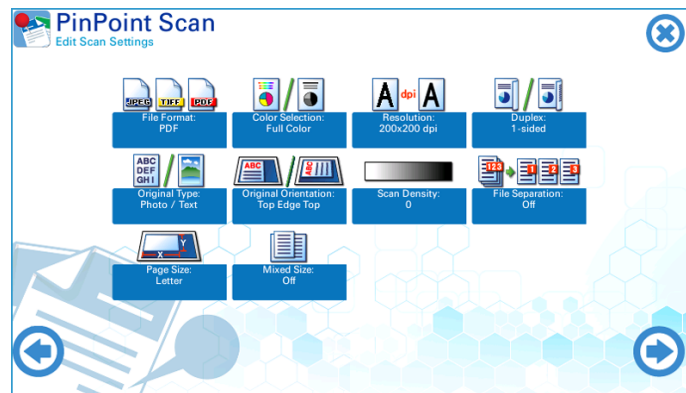 PinPoint Scan
Edit Scan Settings
JPEG TIFF PDF
File Format:
PDF
Color Selection:
Full Color
A dpi A
Resolution:
200x200 dpi
Duplex:
1-sided
ABC
DEF
GHI
Original Type:
Photo / Text
ABC
ABC
Original Orientation:
Top Edge Top
Scan Density:
0
123 1 2 3
File Separation:
Off
X Y
Page Size:
Letter
Mixed Size:
Off